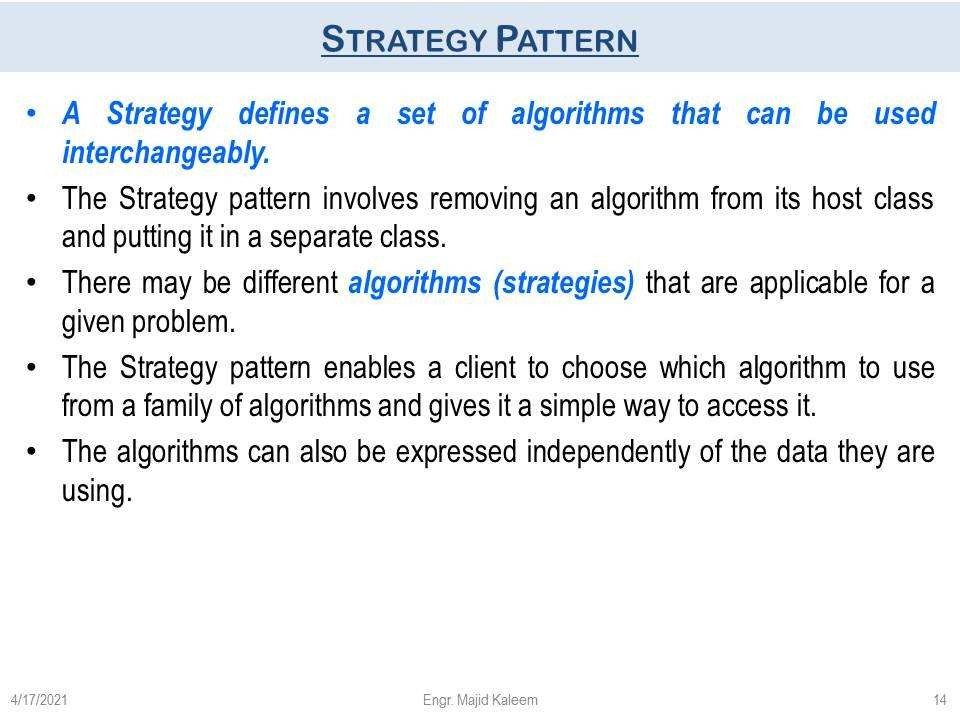 STRATEGY PATTERN
• A Strategy defines a set of algorithms that can be used
interchangeably.
• The Strategy pattern involves removing an algorithm from its host class
and putting it in a separate class.
• There may be different algorithms (strategies) that are applicable for a
given problem.
• The Strategy pattern enables a client to choose which algorithm to use
from a family of algorithms and gives it a simple way to access it.
• The algorithms can also be expressed independently of the data they are
using.
4/17/2021 Engr. Majid Kaleem 14